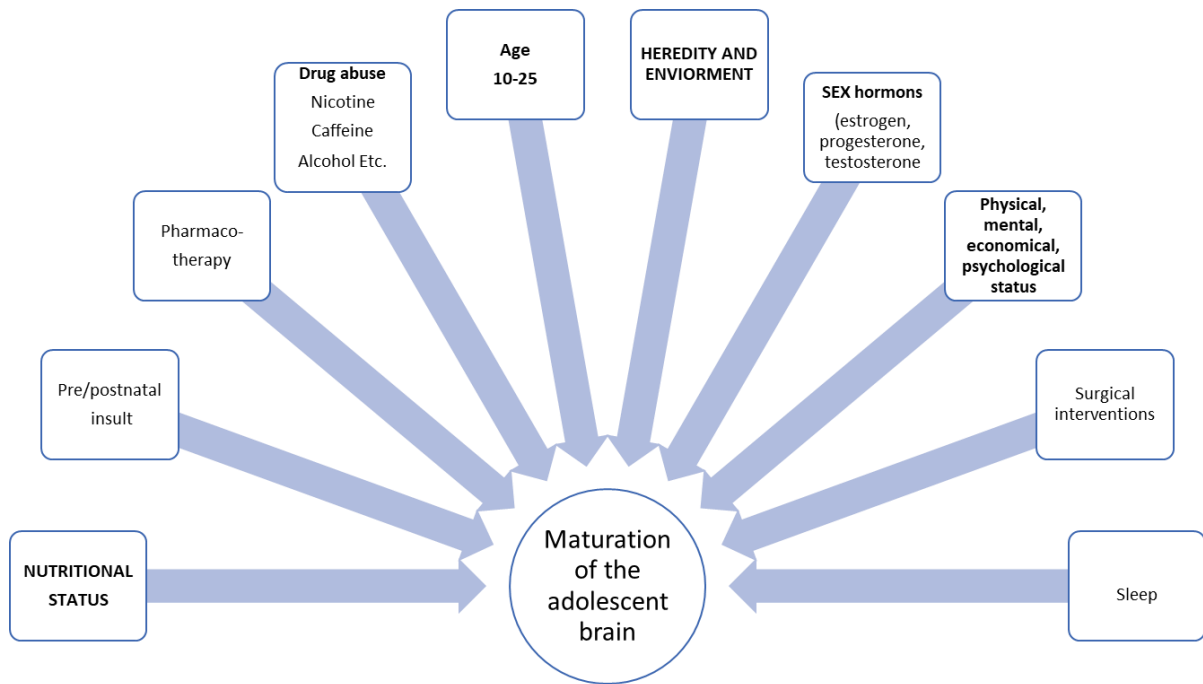 Age
10-25
HEREDITY AND
ENVIORMENT
Drug abuse
Nicotine
Caffeine
Alcohol Etc.
SEX hormons
(estrogen,
progesterone,
testosterone
Pharmaco-
therapy
Physical,
mental,
economical,
psychological
status
Pre/postnatal
insult
Surgical
interventions
NUTRITIONAL
STATUS
Maturation
of the
adolescent
brain
Sleep